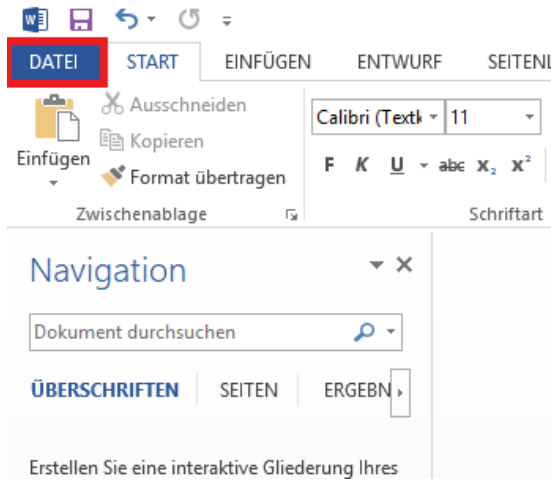 DATEI START EINFÜGEN ENTWURF SEITENL
Ausschneiden
Kopieren
Format übertragen
Einfügen
Zwischenablage
Calibri (Textk 11
F K U abc X₂ X²
Schriftart
Navigation
Dokument durchsuchen
ÜBERSCHRIFTEN SEITEN ERGEBN
Erstellen Sie eine interaktive Gliederung Ihres